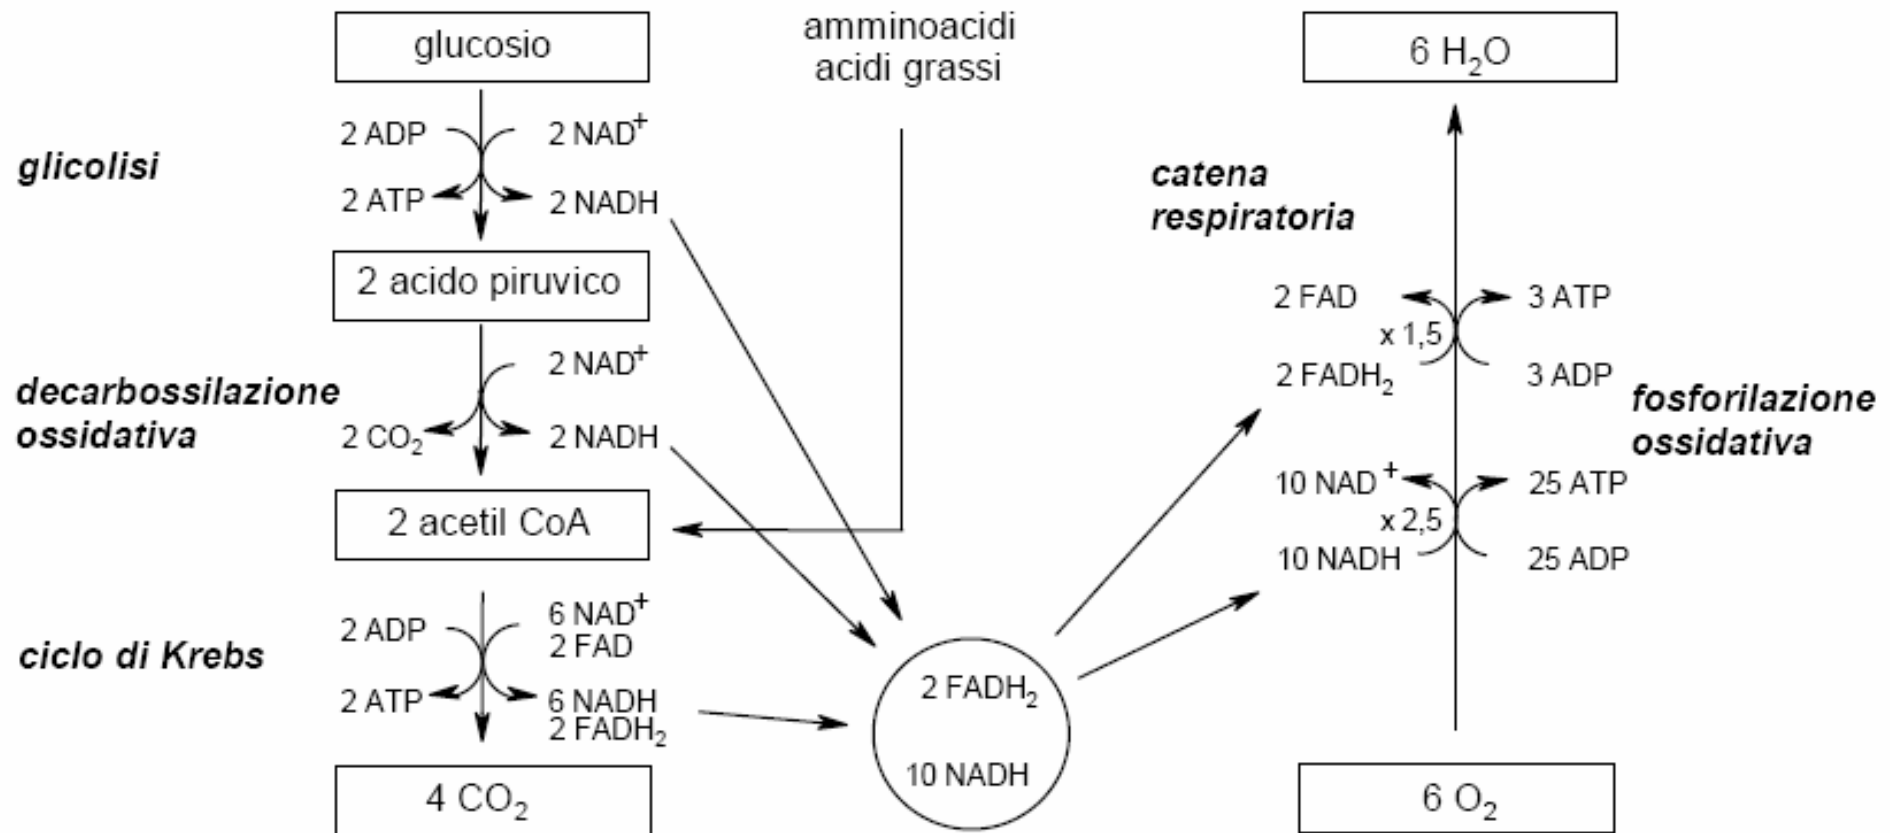 glucosio
amminoacidi
acidi grassi
6 H₂O
glicolisi
2 ADP
2 NAD⁺
2 ATP
2 NADH
2 acido piruvico
decarbossilazione
ossidativa
2 NAD⁺
2 CO₂
2 NADH
2 acetil CoA
ciclo di Krebs
2 ADP
6 NAD⁺
2 FAD
2 ATP
6 NADH
2 FADH₂
4 CO₂
2 FADH₂
10 NADH
catena
respiratoria
2 FAD
3 ATP
x 1,5
2 FADH₂
3 ADP
fosforilazione
ossidativa
10 NAD⁺
25 ATP
x 2,5
10 NADH
25 ADP
6 O₂